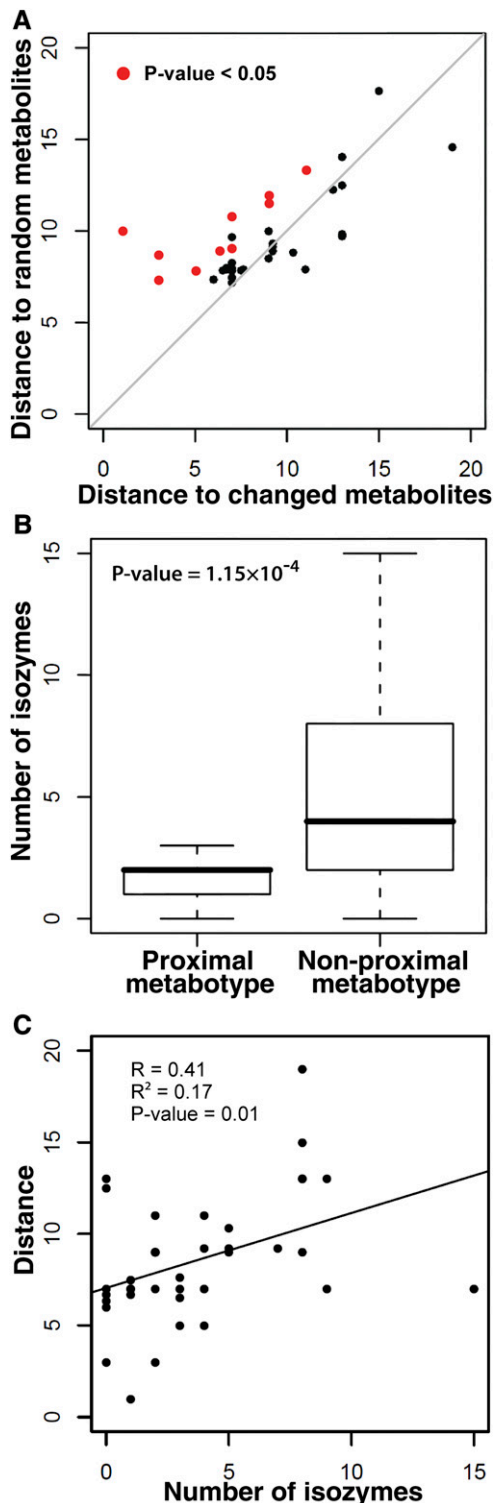 A
P-value < 0.05
Distance to random metabolites
20
15
10
5
0
0 5 10 15 20
Distance to changed metabolites
B
P-value = 1.15×10⁻⁴
Number of isozymes
15
10
5
0
Proximal metabotype
Non-proximal metabotype
C
R = 0.41
R² = 0.17
P-value = 0.01
Distance
20
15
10
5
0
0 5 10 15
Number of isozymes